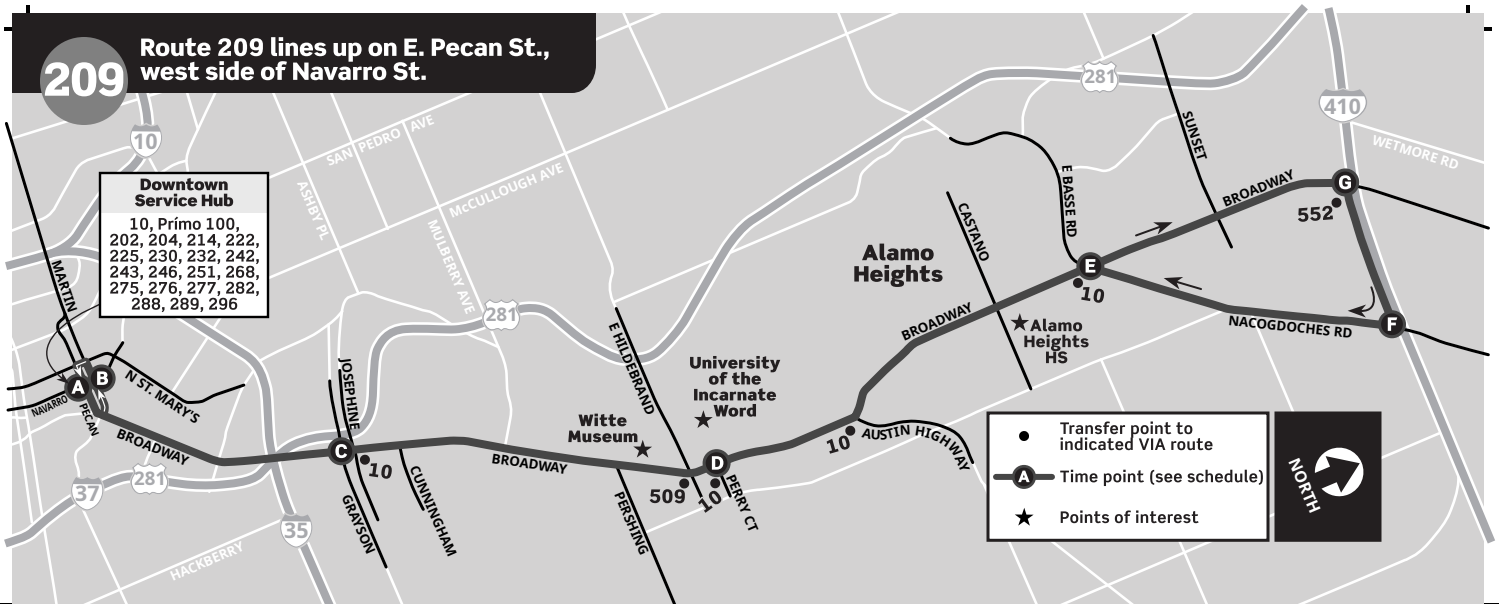 209
Route 209 lines up on E. Pecan St.,
west side of Navarro St.
10
Downtown
Service Hub
10, Prímo 100,
202, 204, 214, 222,
225, 230, 232, 242,
243, 246, 251, 268,
275, 276, 277, 282,
288, 289, 296
SAN PEDRO AVE
McCULLOUGH AVE
ASHBY PL
MULBERRY AVE
281
281
410
WETMORE RD
SUNSET
E BASSE RD
CASTANO
BROADWAY
G
552
Alamo
Heights
E
10
BROADWAY
NACOGDOCHES RD
F
Alamo
Heights
HS
MARTIN
A
B
NAVARRO
PECAN
N ST. MARY'S
BROADWAY
JOSEPHINE
C
10
GRAYSON
CUNNINGHAM
BROADWAY
E HILDEBRAND
University
of the
Incarnate
Word
Witte
Museum
D
509
10
PERRY CT
PERSHING
10
AUSTIN HIGHWAY
37
281
35
HACKBERRY
Transfer point to
indicated VIA route
A
Time point (see schedule)
Points of interest
NORTH